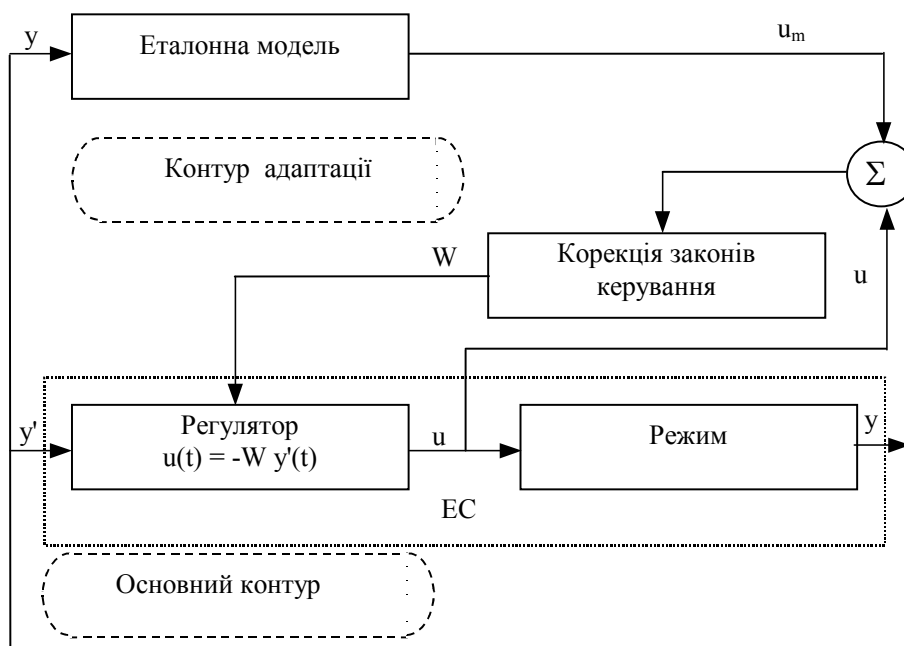 y
Еталонна модель
u_m
Контур адаптації
Σ
W
Корекція законів
керування
u
y'
Регулятор
u(t) = -W y'(t)
u
Режим
y
ЕС
Основний контур